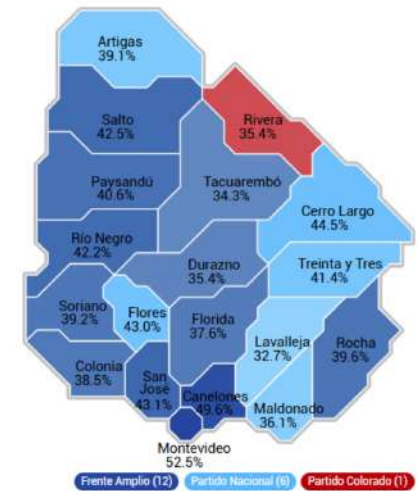 Artigas
39.1%
Salto
42.5%
Rivera
35.4%
Paysandú
40.6%
Tacuarembó
34.3%
Cerro Largo
44.5%
Río Negro
42.2%
Durazno
35.4%
Treinta y Tres
41.4%
Soriano
39.2%
Flores
43.0%
Florida
37.6%
Lavalleja
32.7%
Rocha
39.6%
Colonia
38.5%
San
José
43.1%
Canelones
49.6%
Maldonado
36.1%
Montevideo
52.5%
Frente Amplio (12)
Partido Nacional (6)
Partido Colorado (1)